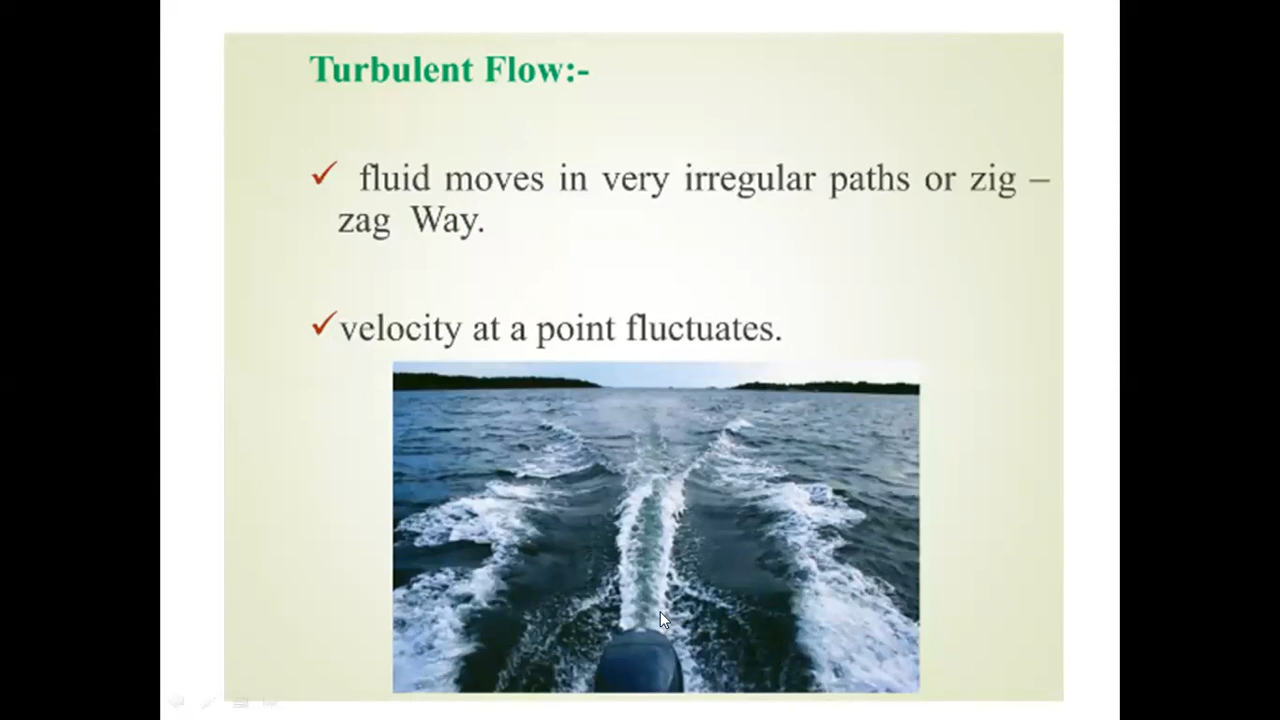 Turbulent Flow:-
✓ fluid moves in very irregular paths or zig –
zag Way.
✓velocity at a point fluctuates.